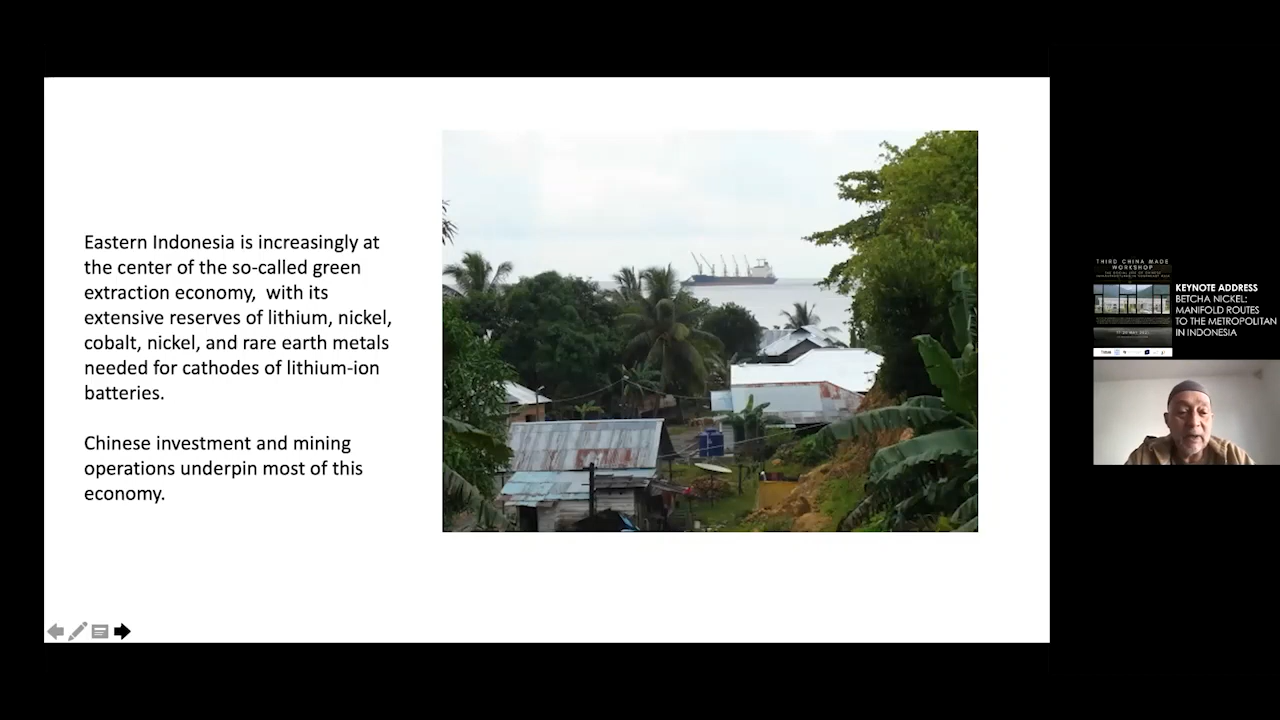 Eastern Indonesia is increasingly at
the center of the so-called green
extraction economy,  with its
extensive reserves of lithium, nickel,
cobalt, nickel, and rare earth metals
needed for cathodes of lithium-ion
batteries.
Chinese investment and mining
operations underpin most of this
economy.
THIRD CHINA MADE
WORKSHOP
KEYNOTE ADDRESS
BETCHA NICKEL:
MANIFOLD ROUTES
TO THE METROPOLITAN
IN INDONESIA